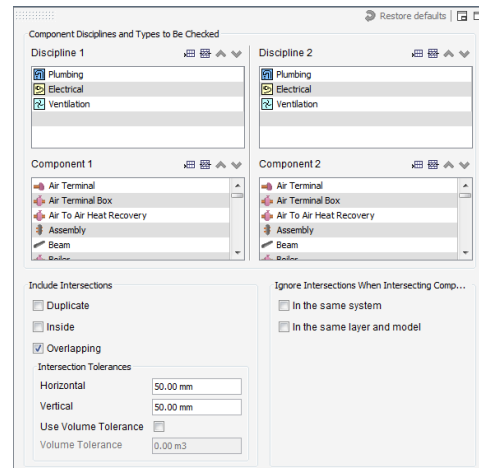 Restore defaults
Component Disciplines and Types to Be Checked
Discipline 1
Plumbing
Electrical
Ventilation
Discipline 2
Plumbing
Electrical
Ventilation
Component 1
Air Terminal
Air Terminal Box
Air To Air Heat Recovery
Assembly
Beam
Boiler
Component 2
Air Terminal
Air Terminal Box
Air To Air Heat Recovery
Assembly
Beam
Boiler
Include Intersections
Duplicate
Inside
Overlapping
Intersection Tolerances
Horizontal 50.00 mm
Vertical 50.00 mm
Use Volume Tolerance
Volume Tolerance 0.00 m3
Ignore Intersections When Intersecting Comp...
In the same system
In the same layer and model